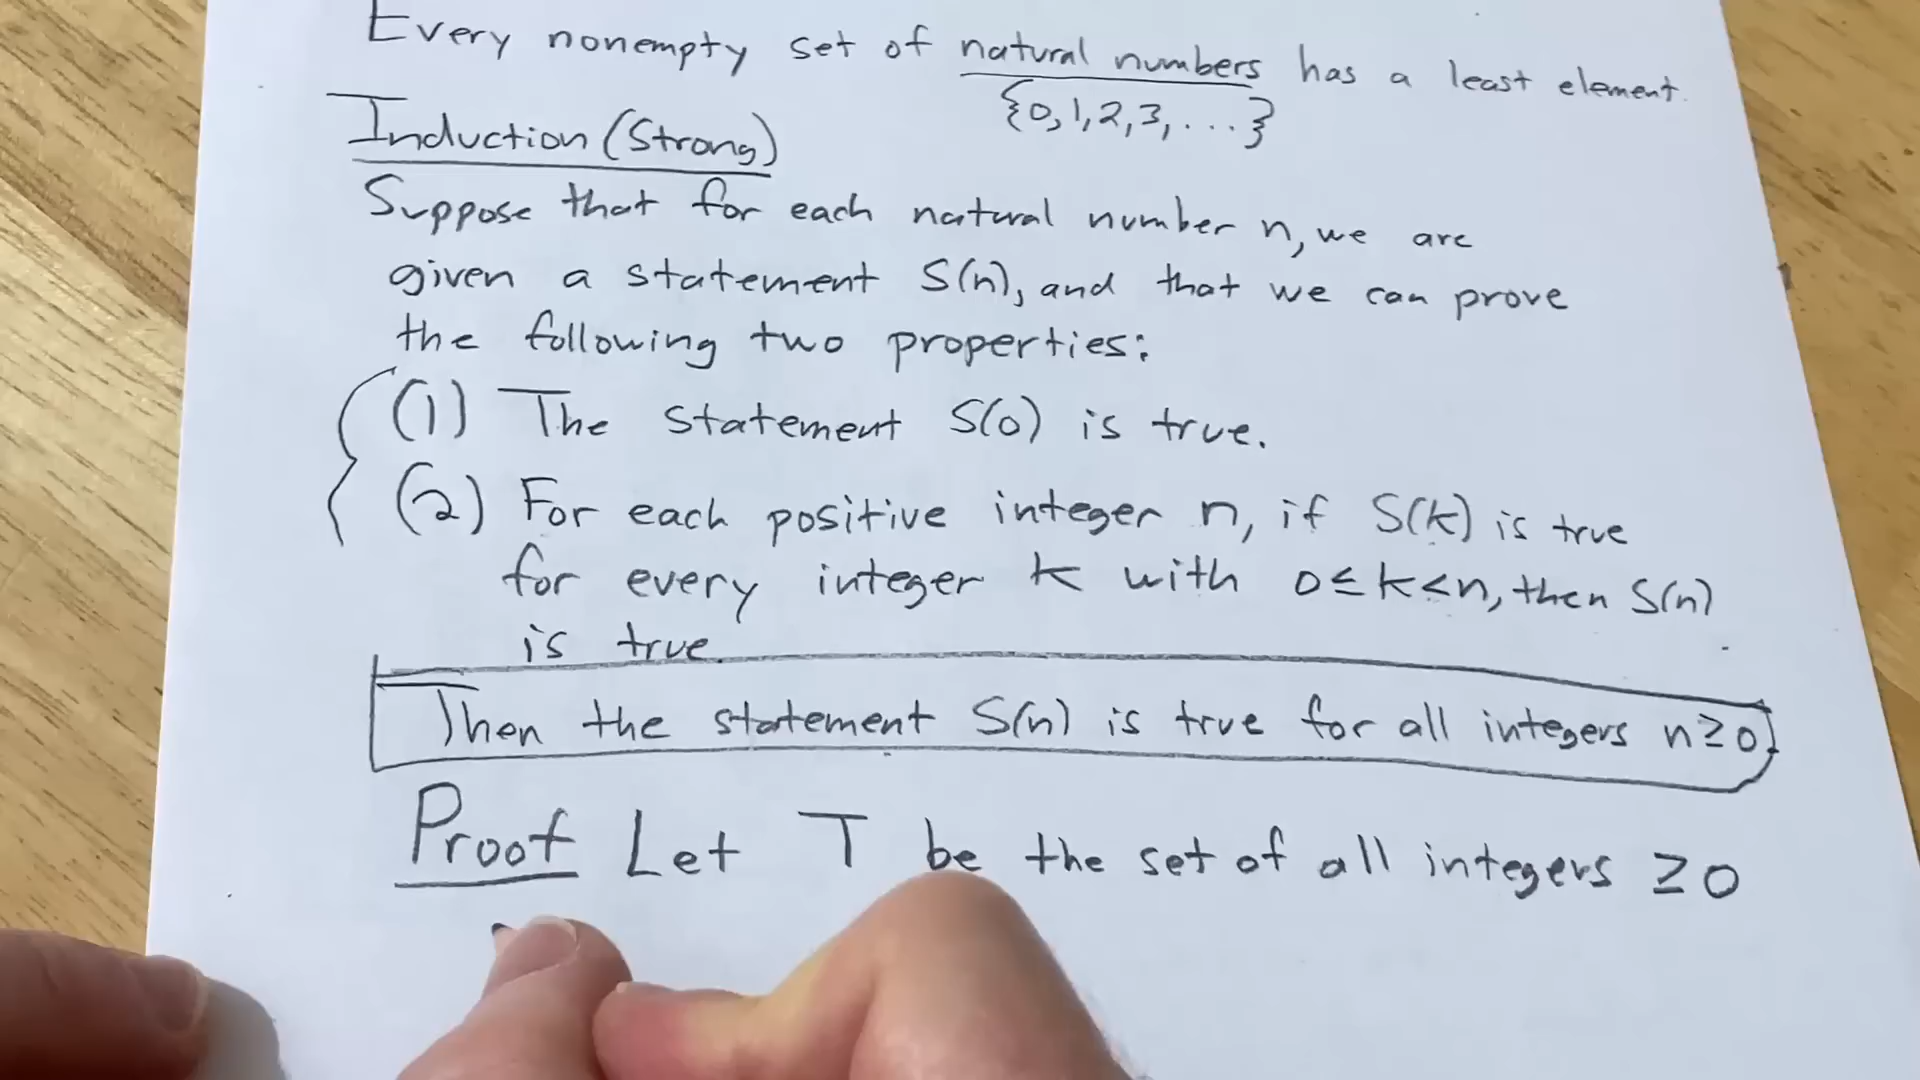 Every nonempty set of natural numbers has a least element.
{0,1,2,3,...}
Induction (Strong)
Suppose that for each natural number n, we are
given a statement S(n), and that we can prove
the following two properties:
(1) The statement S(0) is true.
(2) For each positive integer n, if S(k) is true
for every integer k with 0≤k<n, then S(n)
is true.
Then the statement S(n) is true for all integers n≥0.
Proof Let T be the set of all integers ≥0